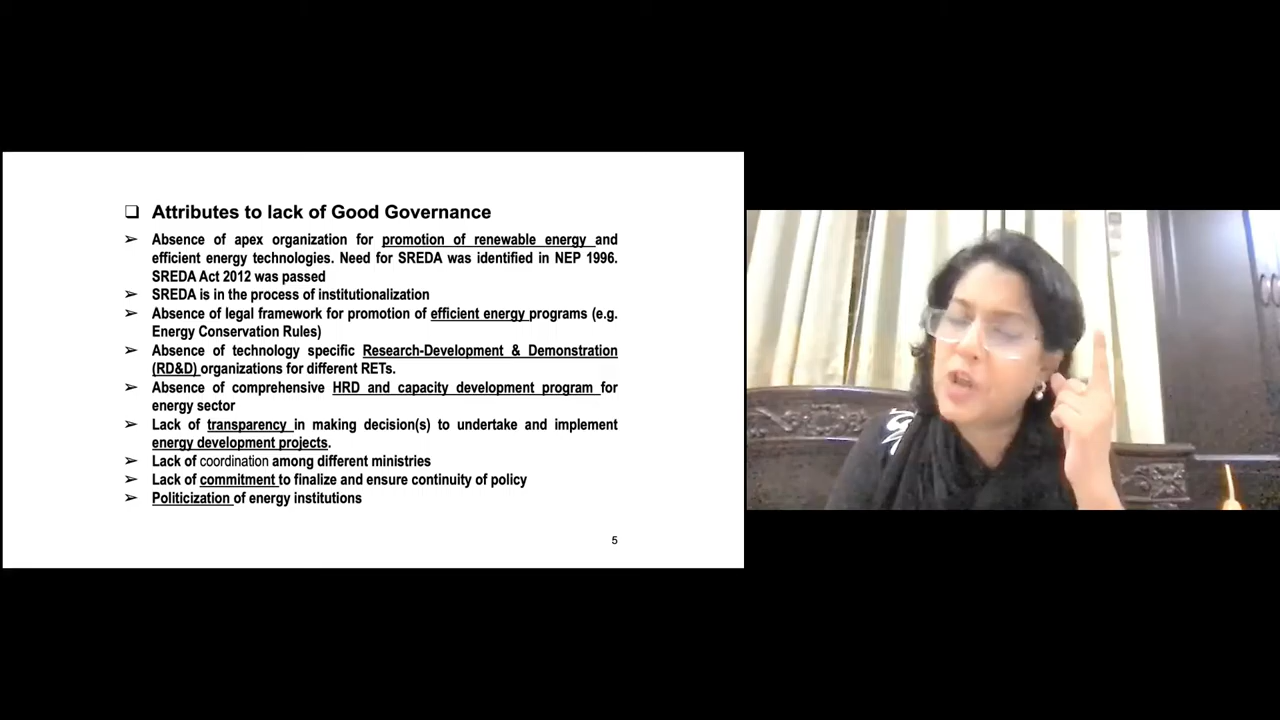 ❑ Attributes to lack of Good Governance
➢ Absence of apex organization for promotion of renewable energy and
efficient energy technologies. Need for SREDA was identified in NEP 1996.
SREDA Act 2012 was passed
➢ SREDA is in the process of institutionalization
➢ Absence of legal framework for promotion of efficient energy programs (e.g.
Energy Conservation Rules)
➢ Absence of technology specific Research-Development & Demonstration
(RD&D) organizations for different RETs.
➢ Absence of comprehensive HRD and capacity development program for
energy sector
➢ Lack of transparency in making decision(s) to undertake and implement
energy development projects.
➢ Lack of coordination among different ministries
➢ Lack of commitment to finalize and ensure continuity of policy
➢ Politicization of energy institutions
5